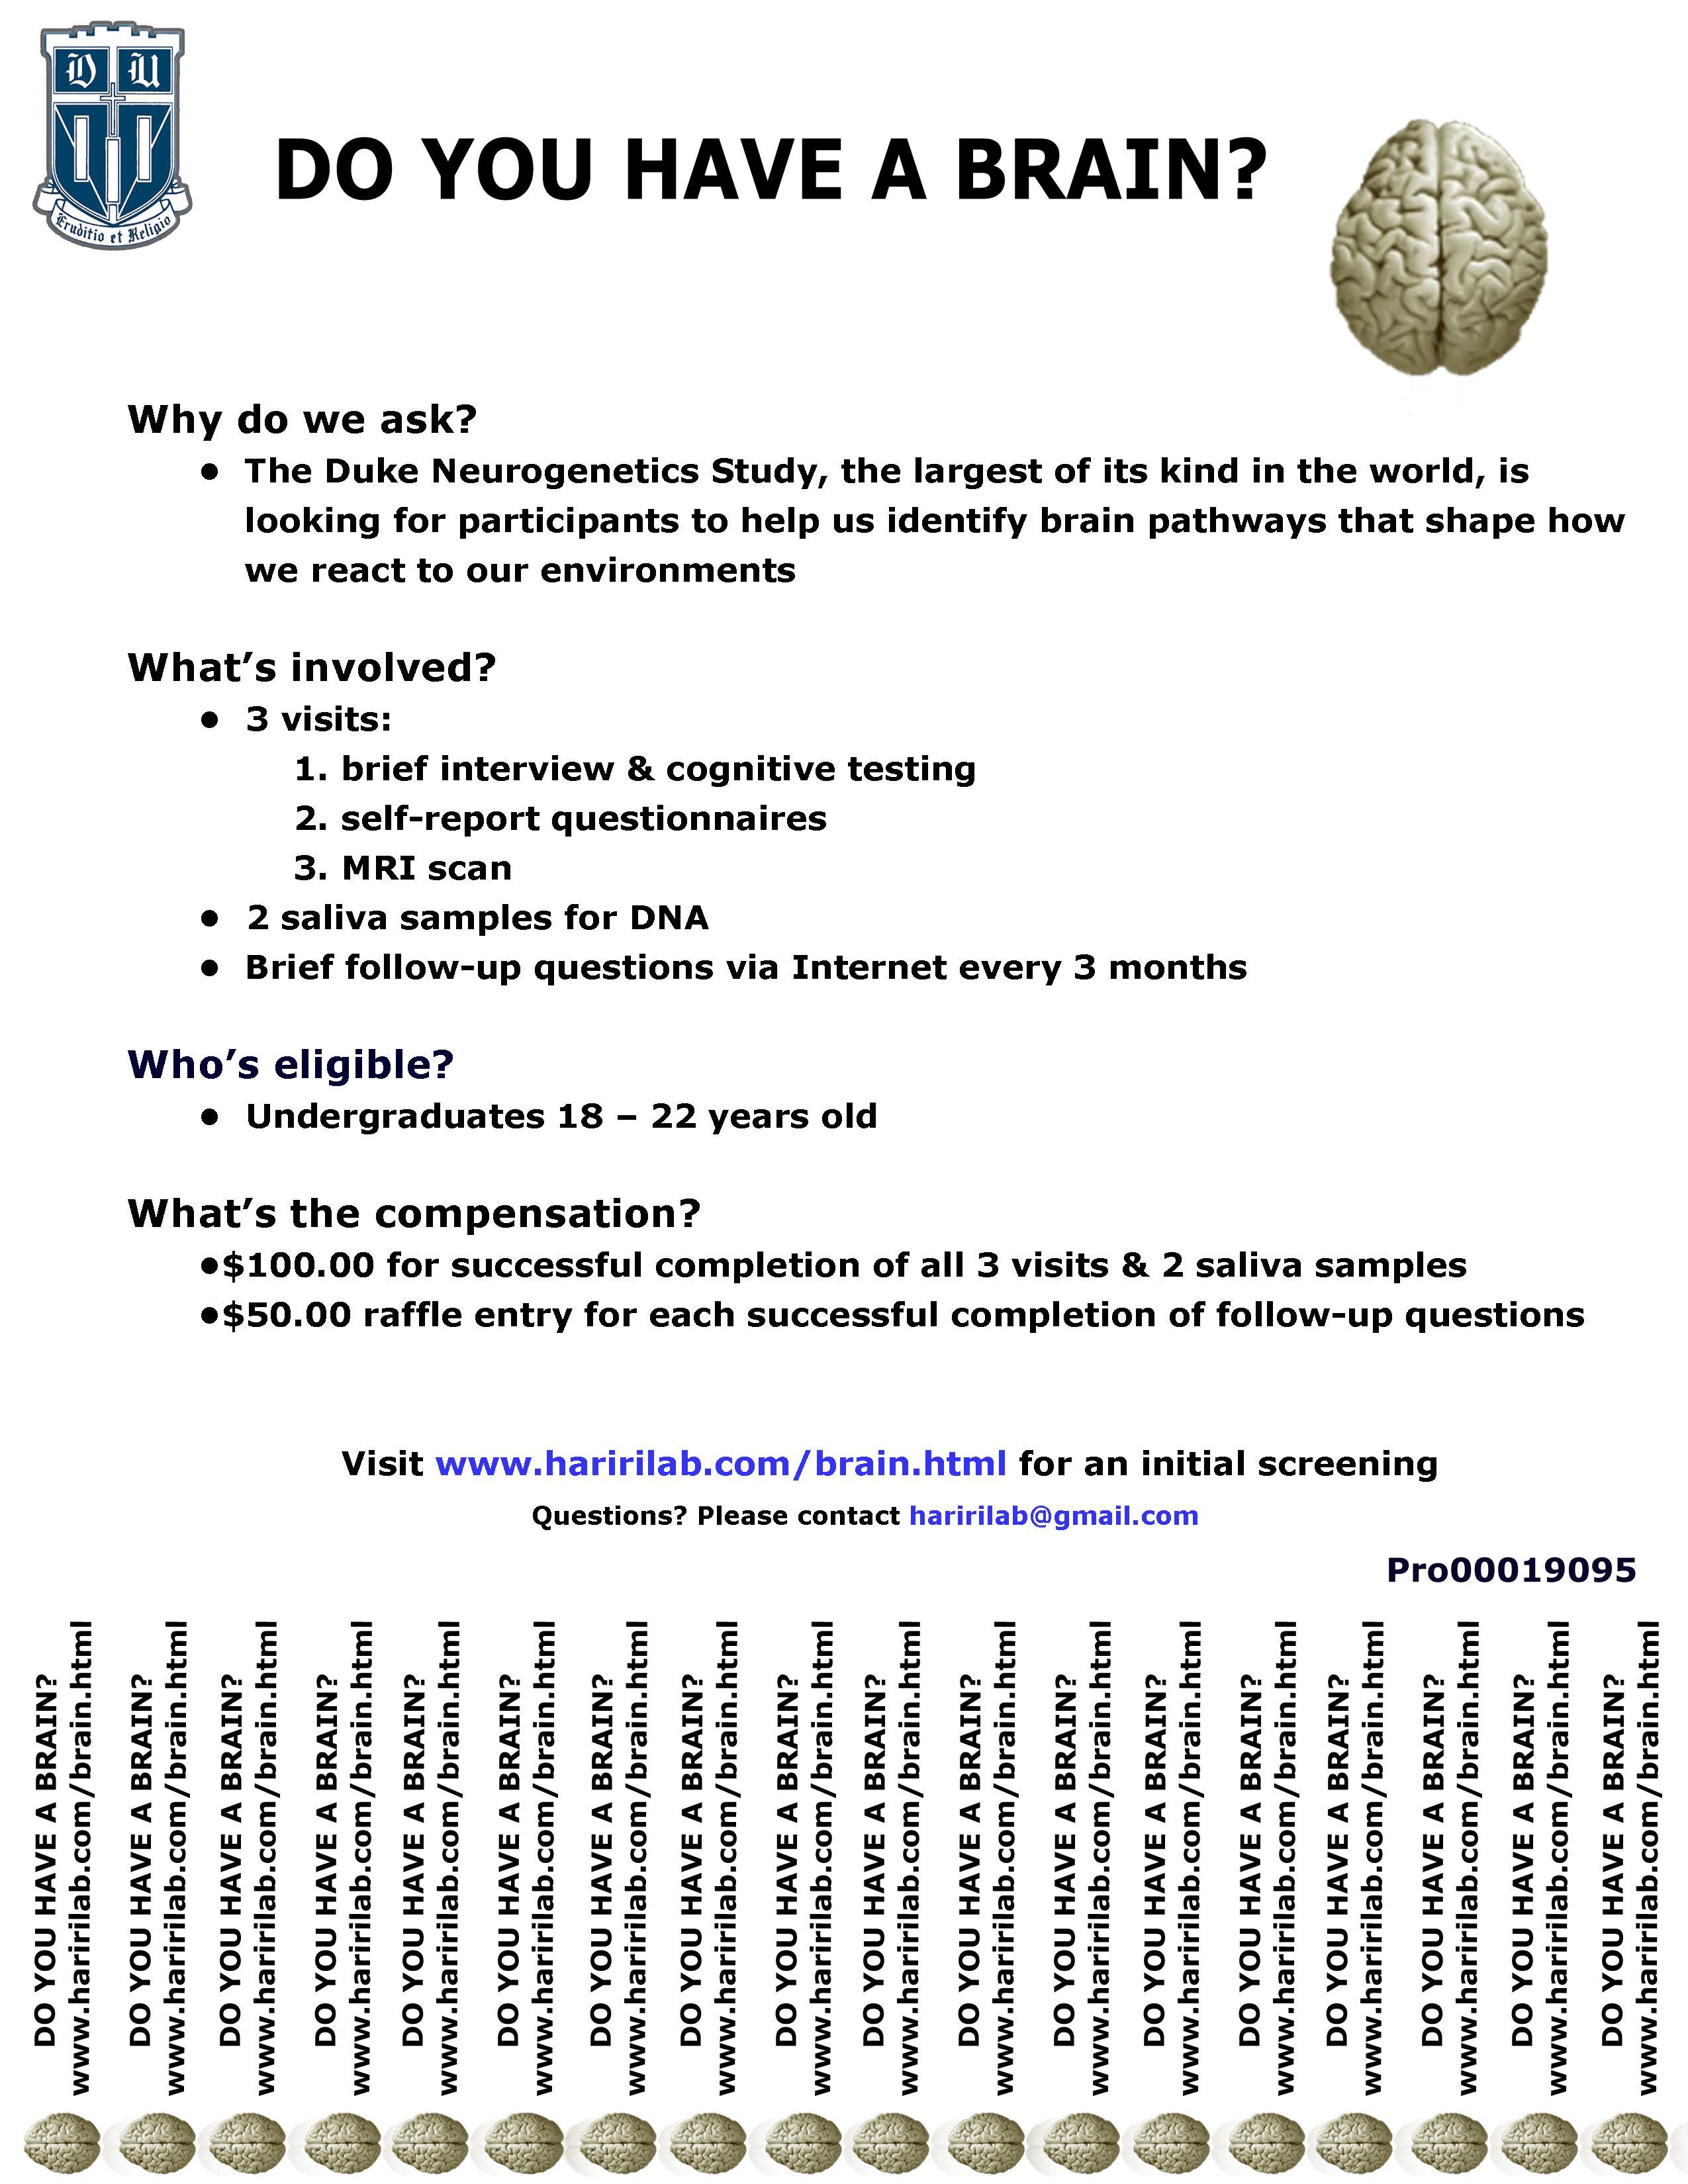 D U
Eruditio et Religio
DO YOU HAVE A BRAIN?
Why do we ask?
● The Duke Neurogenetics Study, the largest of its kind in the world, is
looking for participants to help us identify brain pathways that shape how
we react to our environments
What’s involved?
● 3 visits:
1. brief interview & cognitive testing
2. self-report questionnaires
3. MRI scan
● 2 saliva samples for DNA
● Brief follow-up questions via Internet every 3 months
Who’s eligible?
● Undergraduates 18 – 22 years old
What’s the compensation?
●$100.00 for successful completion of all 3 visits & 2 saliva samples
●$50.00 raffle entry for each successful completion of follow-up questions
Visit www.haririlab.com/brain.html for an initial screening
Questions? Please contact haririlab@gmail.com
Pro00019095
DO YOU HAVE A BRAIN?
www.haririlab.com/brain.html
DO YOU HAVE A BRAIN?
www.haririlab.com/brain.html
DO YOU HAVE A BRAIN?
www.haririlab.com/brain.html
DO YOU HAVE A BRAIN?
www.haririlab.com/brain.html
DO YOU HAVE A BRAIN?
www.haririlab.com/brain.html
DO YOU HAVE A BRAIN?
www.haririlab.com/brain.html
DO YOU HAVE A BRAIN?
www.haririlab.com/brain.html
DO YOU HAVE A BRAIN?
www.haririlab.com/brain.html
DO YOU HAVE A BRAIN?
www.haririlab.com/brain.html
DO YOU HAVE A BRAIN?
www.haririlab.com/brain.html
DO YOU HAVE A BRAIN?
www.haririlab.com/brain.html
DO YOU HAVE A BRAIN?
www.haririlab.com/brain.html
DO YOU HAVE A BRAIN?
www.haririlab.com/brain.html
DO YOU HAVE A BRAIN?
www.haririlab.com/brain.html
DO YOU HAVE A BRAIN?
www.haririlab.com/brain.html
DO YOU HAVE A BRAIN?
www.haririlab.com/brain.html
DO YOU HAVE A BRAIN?
www.haririlab.com/brain.html
DO YOU HAVE A BRAIN?
www.haririlab.com/brain.html